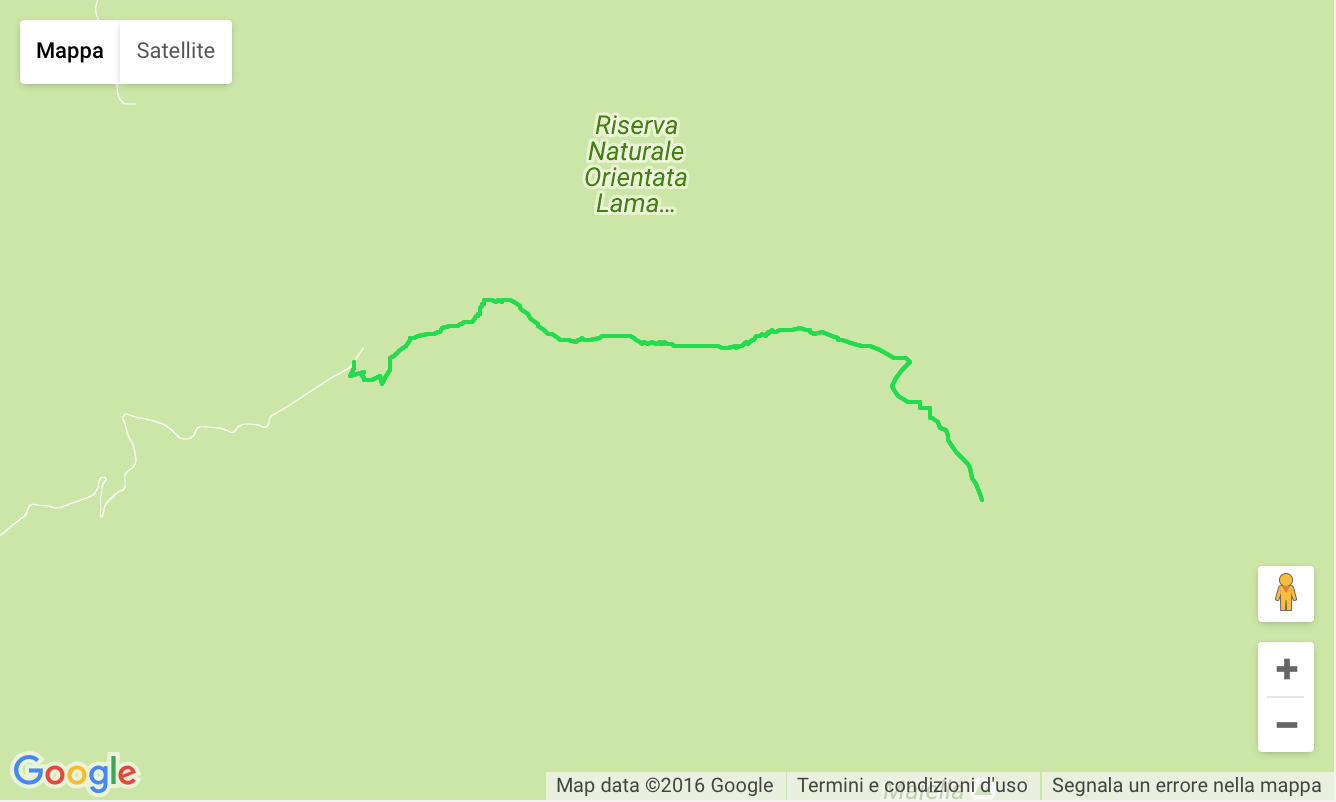 Mappa
Satellite
Riserva
Naturale
Orientata
Lama...
Google
Map data ©2016 Google
Termini e condizioni d'uso
Segnala un errore nella mappa
Majella